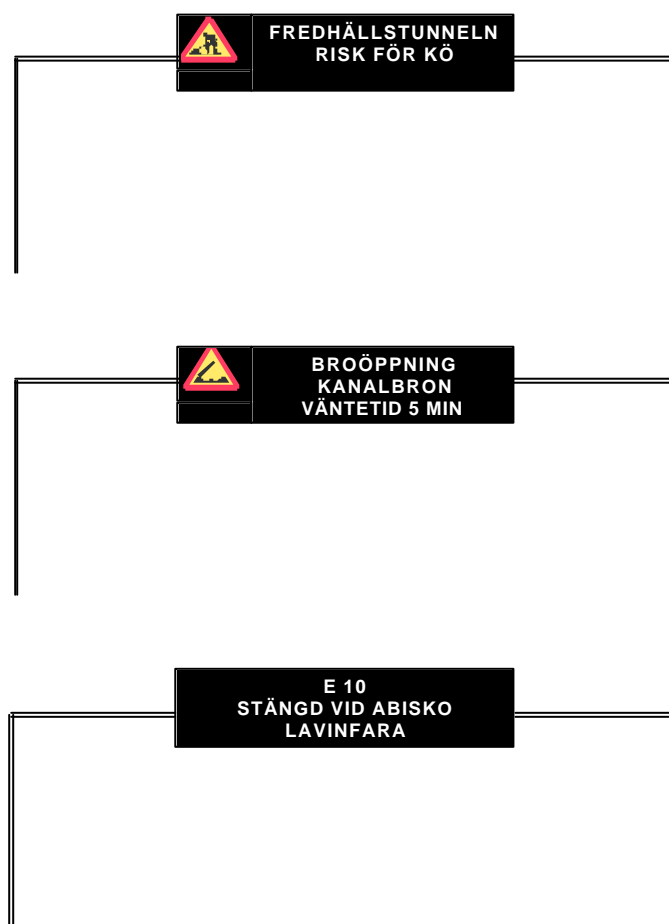 FREDHÄLLSTUNNELN
RISK FÖR KÖ
BROÖPPNING
KANALBRON
VÄNTETID 5 MIN
E 10
STÄNGD VID ABISKO
LAVINFARA